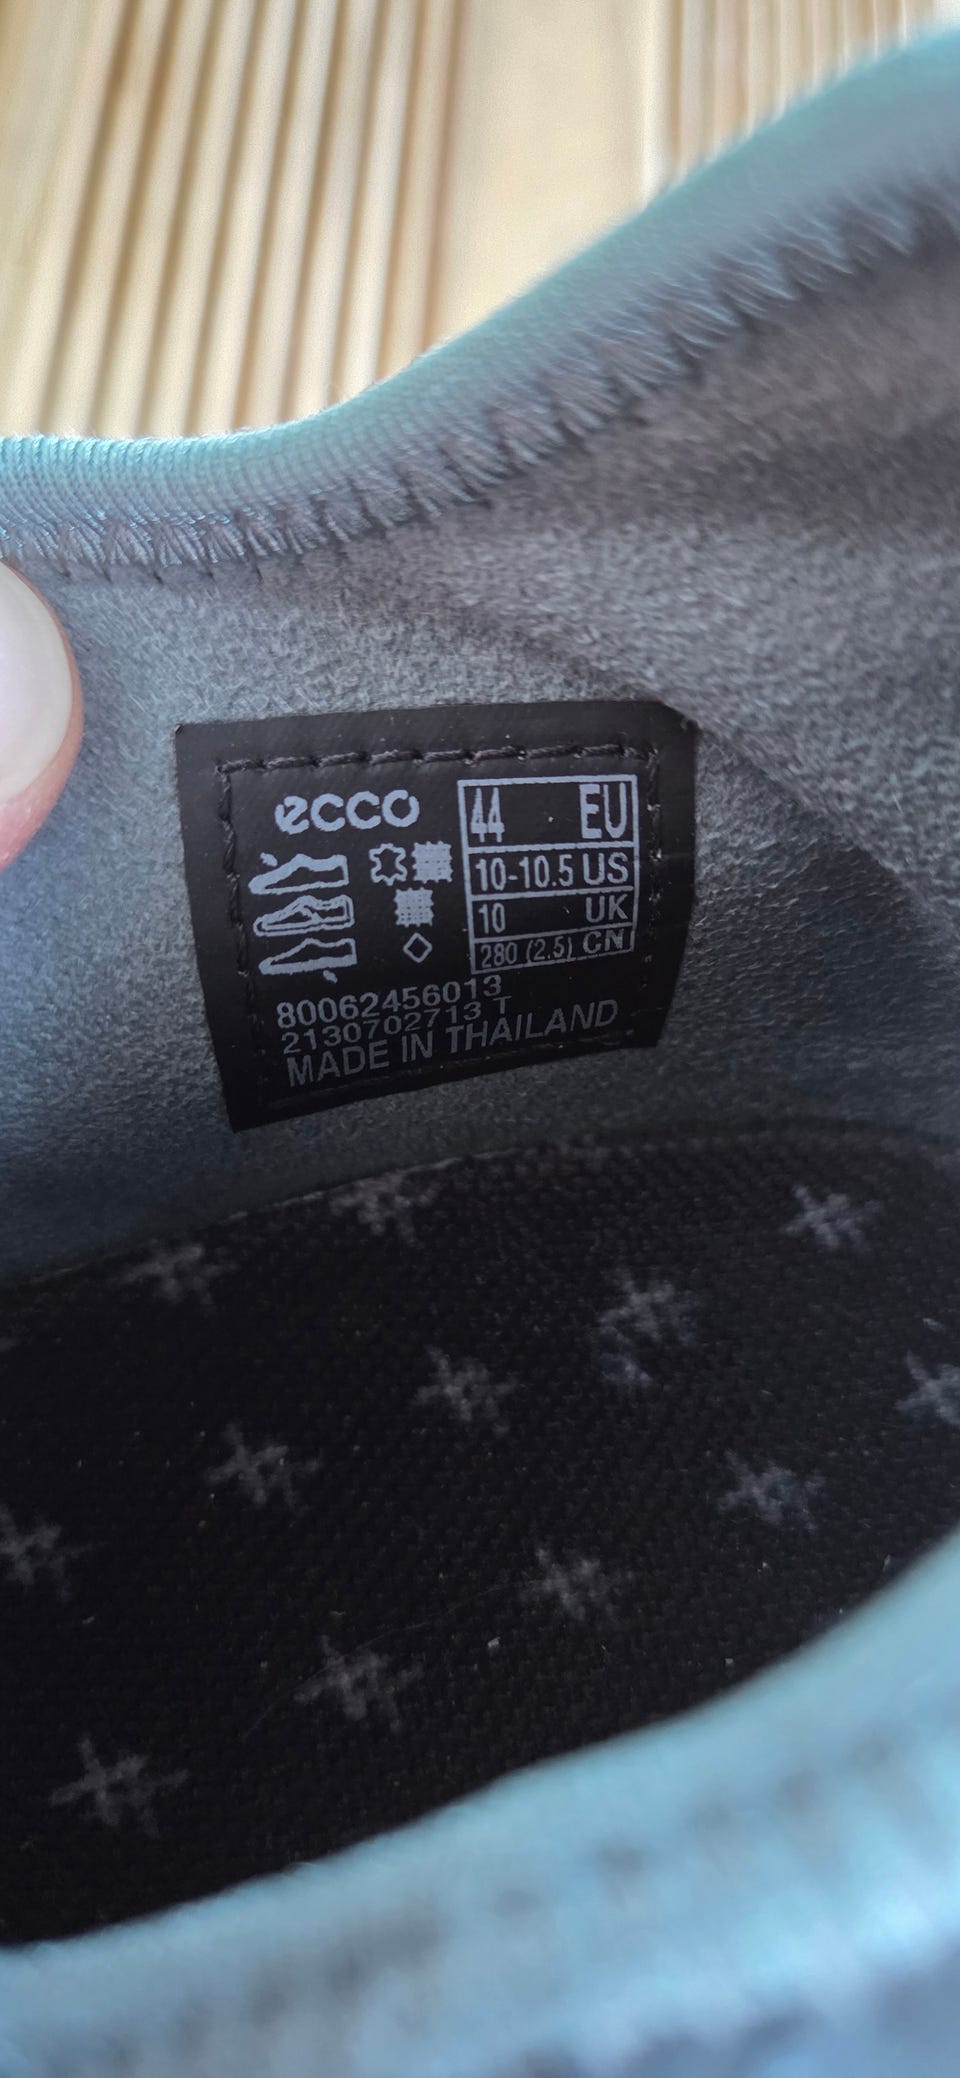 ecco
44 EU
10-10.5 US
10 UK
280 (2.5) CN
80062456013
2130702713 T
MADE IN THAILAND